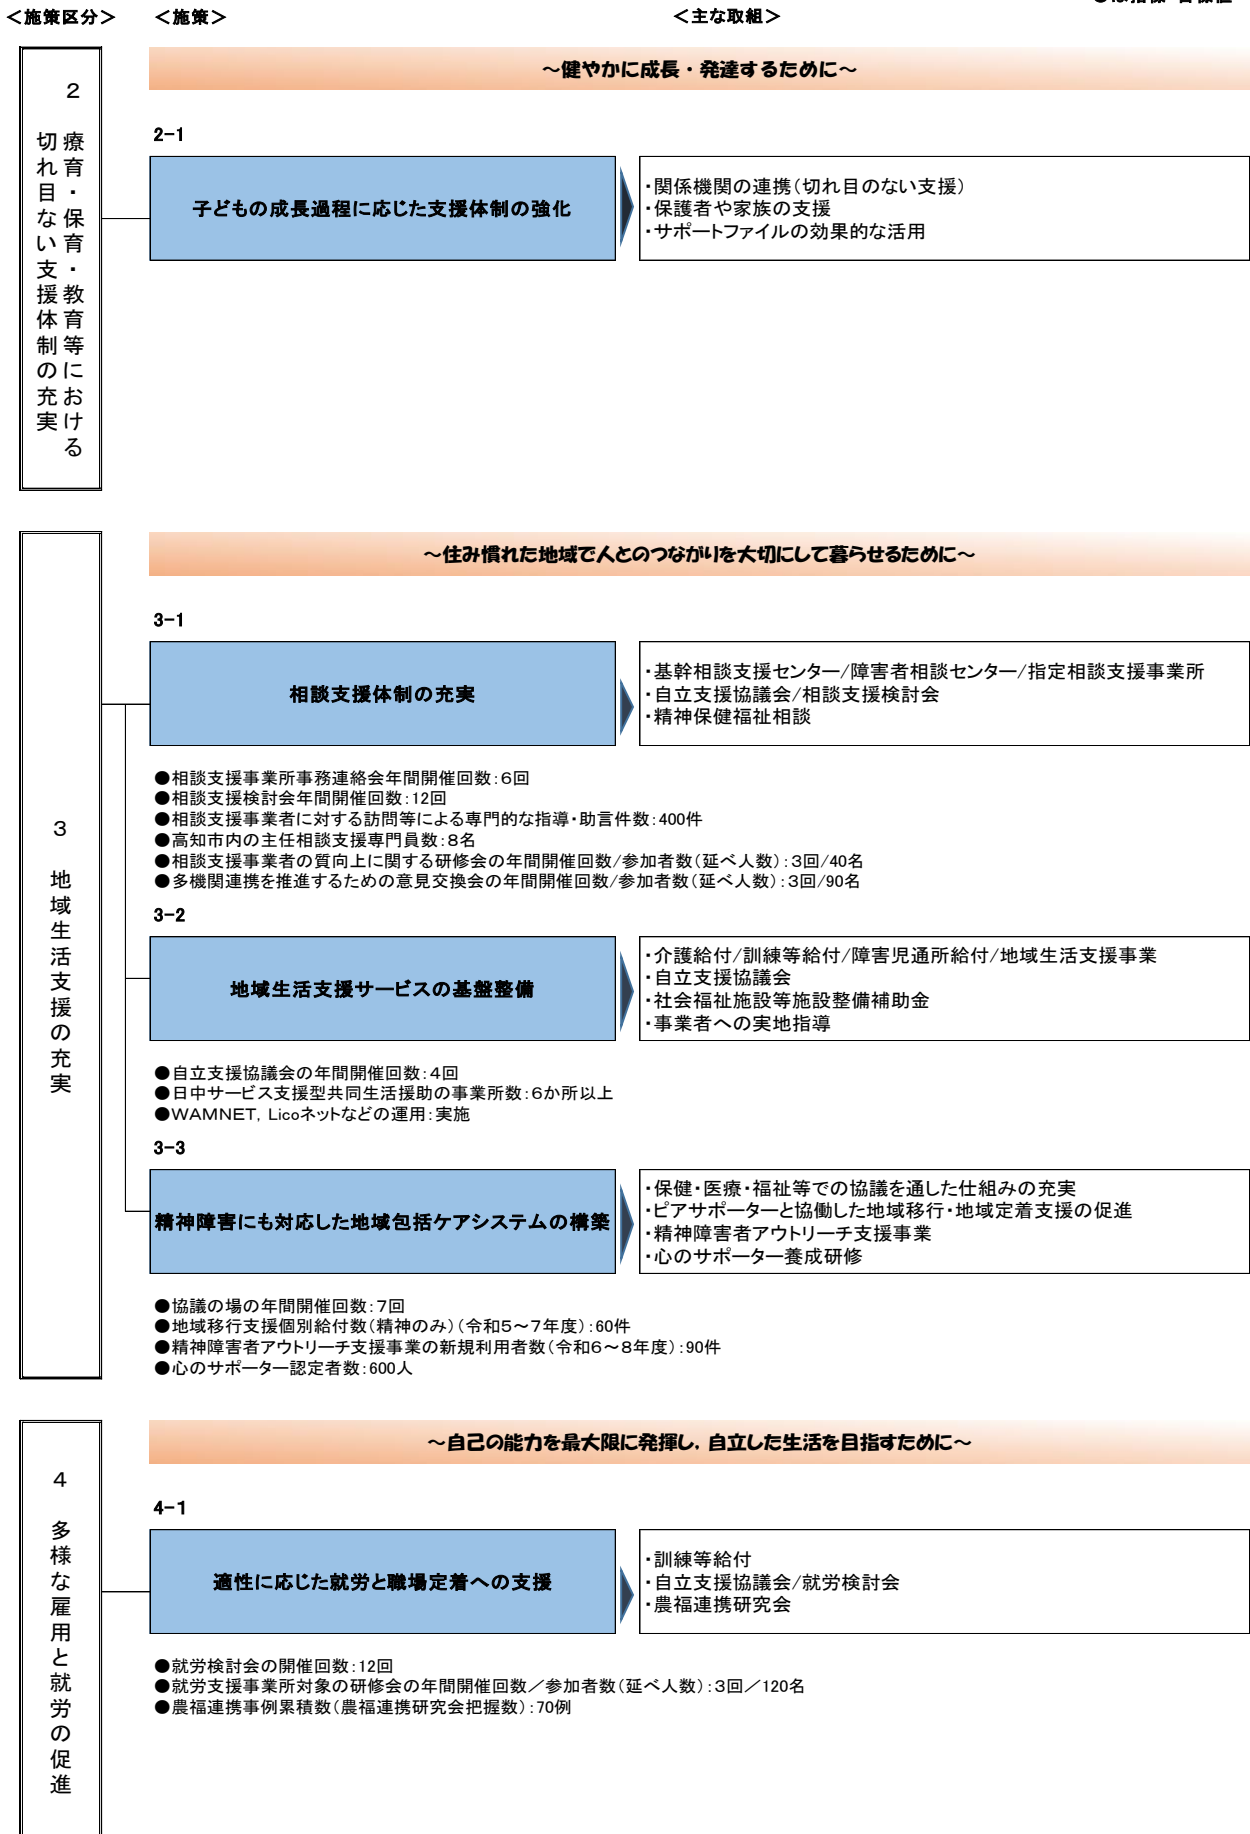 ＜施策区分＞ ＜施策＞ ＜主な取組＞
2 療育・保育・教育等における
切れ目ない支援体制の充実
～健やかに成長・発達するために～
2-1
子どもの成長過程に応じた支援体制の強化
・関係機関の連携（切れ目のない支援）
・保護者や家族の支援
・サポートファイルの効果的な活用
3 地域生活支援の充実
～住み慣れた地域で人とのつながりを大切にして暮らせるために～
3-1
相談支援体制の充実
・基幹相談支援センター/障害者相談センター/指定相談支援事業所
・自立支援協議会/相談支援検討会
・精神保健福祉相談
●相談支援事業所事務連絡会年間開催回数：6回
●相談支援検討会年間開催回数：12回
●相談支援事業者に対する訪問等による専門的な指導・助言件数：400件
●高知市内の主任相談支援専門員数：8名
●相談支援事業者の質向上に関する研修会の年間開催回数/参加者数（延べ人数）：3回/40名
●多機関連携を推進するための意見交換会の年間開催回数/参加者数（延べ人数）：3回/90名
3-2
地域生活支援サービスの基盤整備
・介護給付/訓練等給付/障害児通所給付/地域生活支援事業
・自立支援協議会
・社会福祉施設等施設整備補助金
・事業者への実地指導
●自立支援協議会の年間開催回数：4回
●日中サービス支援型共同生活援助の事業所数：6か所以上
●WAMNET，Licoネットなどの運用：実施
3-3
精神障害にも対応した地域包括ケアシステムの構築
・保健・医療・福祉等での協議を通した仕組みの充実
・ピアサポーターと協働した地域移行・地域定着支援の促進
・精神障害者アウトリーチ支援事業
・心のサポーター養成研修
●協議の場の年間開催回数：7回
●地域移行支援個別給付数（精神のみ）（令和5～7年度）：60件
●精神障害者アウトリーチ支援事業の新規利用者数（令和6～8年度）：90件
●心のサポーター認定者数：600人
4 多様な雇用と就労の促進
～自己の能力を最大限に発揮し，自立した生活を目指すために～
4-1
適性に応じた就労と職場定着への支援
・訓練等給付
・自立支援協議会/就労検討会
・農福連携研究会
●就労検討会の開催回数：12回
●就労支援事業所対象の研修会の年間開催回数／参加者数（延べ人数）：3回／120名
●農福連携事例累積数（農福連携研究会把握数）：70例